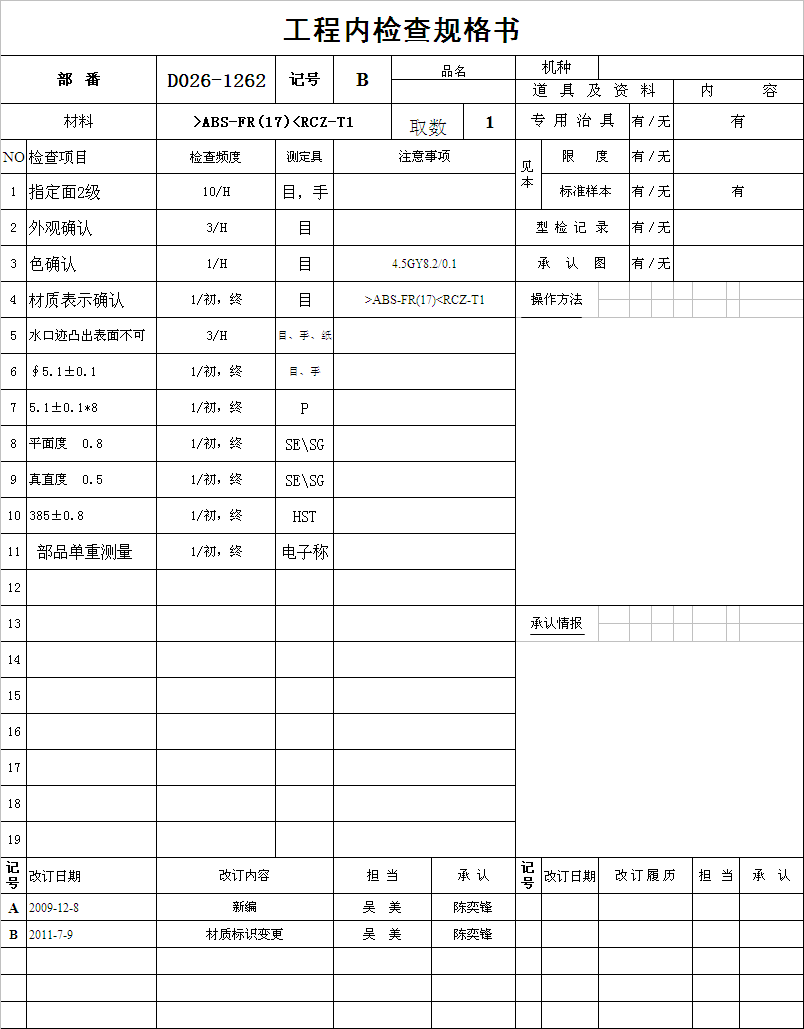 工程内检查规格书
部 番 D026-1262 记号 B 品名 机种
道 具 及 资 料 内 容
材料 >ABS-FR(17)<RCZ-T1 取数 1 专 用 治 具 有/无 有
NO 检查项目 检查频度 测定具 注意事项 见本 限 度 有/无
1 指定面2级 10/H 目，手 标准样本 有/无 有
2 外观确认 3/H 目 型 检 记 录 有/无
3 色确认 1/H 目 4.5GY8.2/0.1 承 认 图 有/无
4 材质表示确认 1/初，终 目 >ABS-FR(17)<RCZ-T1 操作方法
5 水口迹凸出表面不可 3/H 目、手、纸
6 ∮5.1±0.1 1/初，终 目、手
7 5.1±0.1*8 1/初，终 P
8 平面度 0.8 1/初，终 SE\SG
9 真直度 0.5 1/初，终 SE\SG
10 385±0.8 1/初，终 HST
11 部品单重测量 1/初，终 电子称
12
13 承认情报
14
15
16
17
18
19
记号 改订日期 改订内容 担 当 承 认 记号 改订日期 改 订 履 历 担 当 承 认
A 2009-12-8 新编 吴 美 陈奕锋
B 2011-7-9 材质标识变更 吴 美 陈奕锋